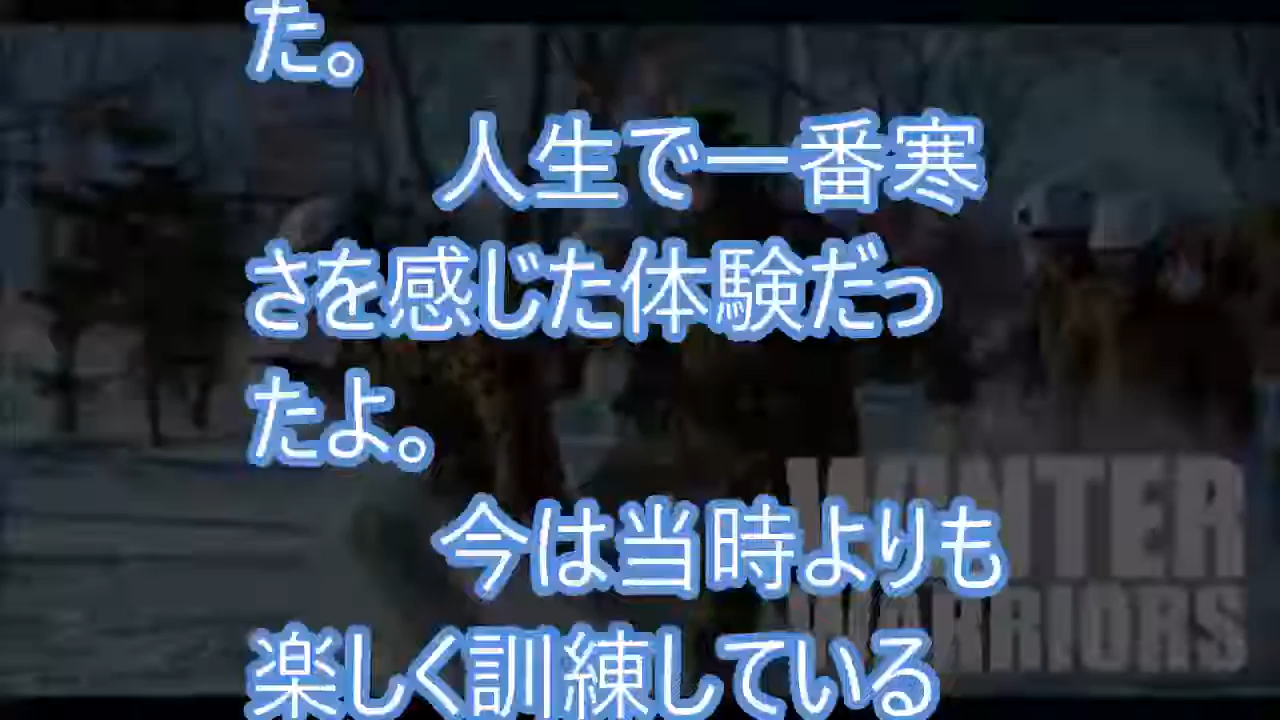 た。
人生で一番寒
さを感じた体験だっ
たよ。
今は当時よりも
楽しく訓練している
WINTER
WARRIORS